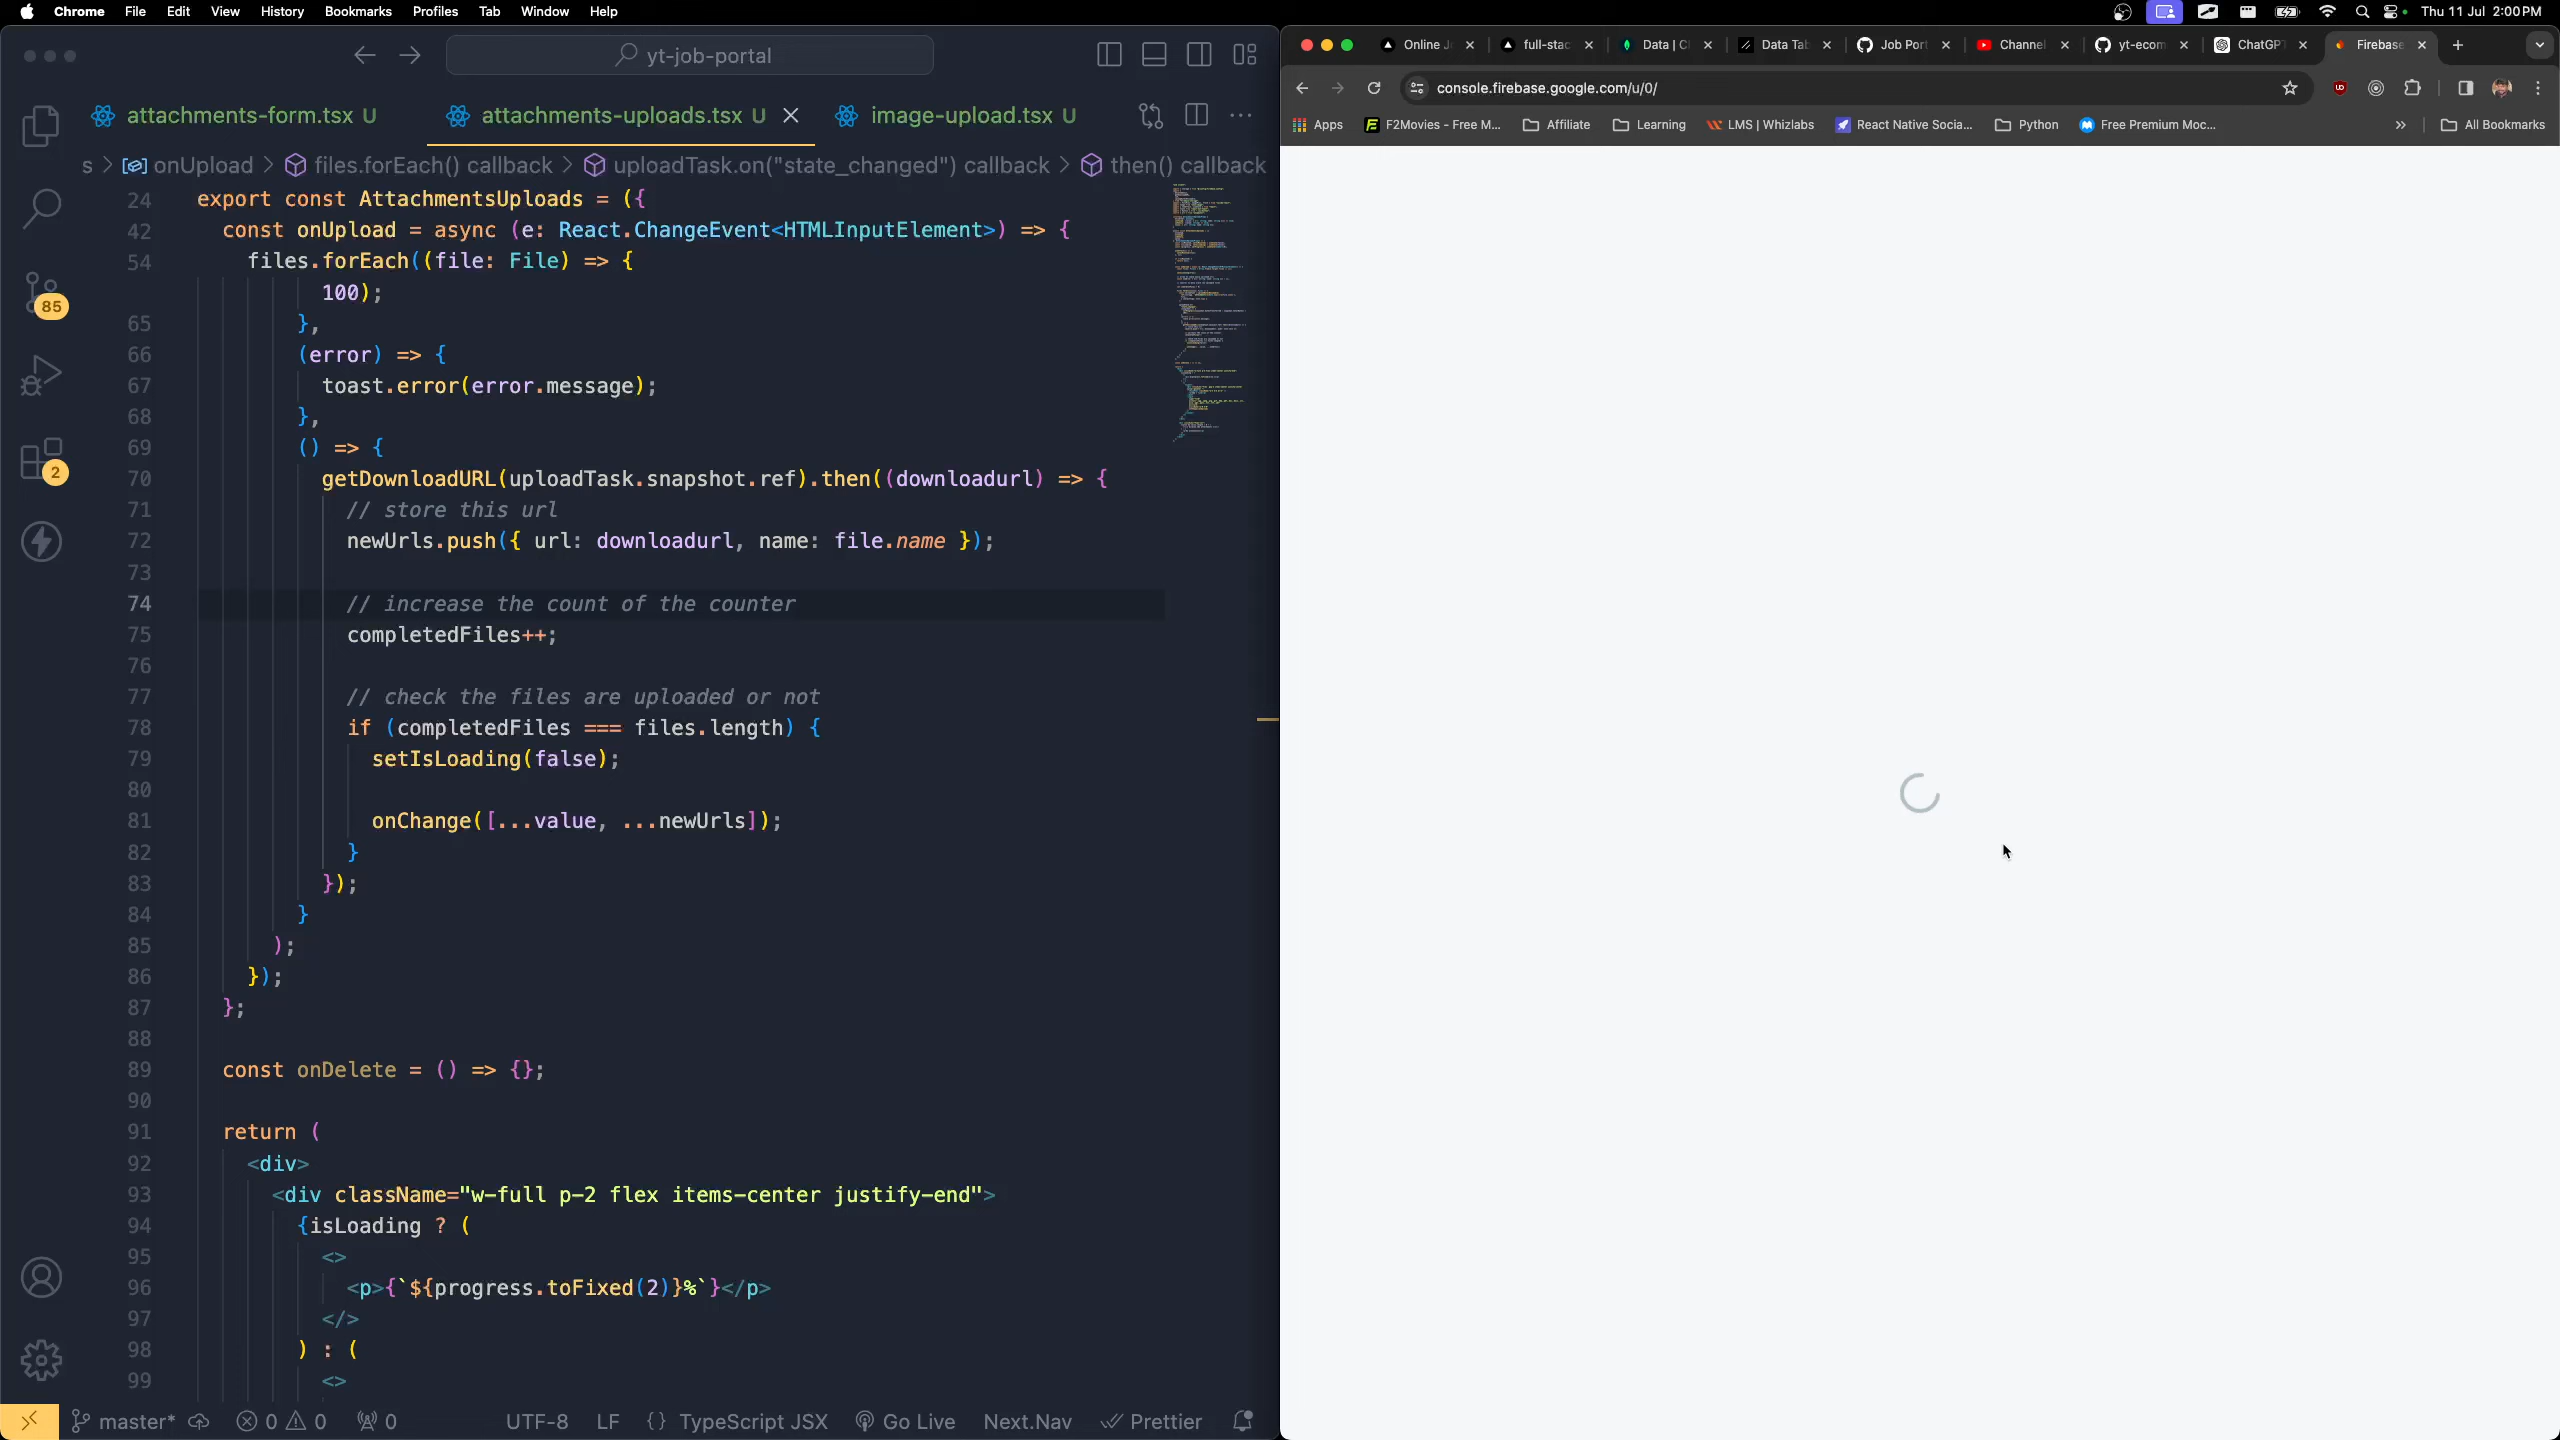 Chrome File Edit View History Bookmarks Profiles Tab Window Help
Thu 11 Jul 2:00 PM
yt-job-portal
attachments-form.tsx U
attachments-uploads.tsx U
image-upload.tsx U
s > onUpload > files.forEach() callback > uploadTask.on("state_changed") callback > then() callback
24 export const AttachmentsUploads = ({
42 const onUpload = async (e: React.ChangeEvent<HTMLInputElement>) => {
54 files.forEach((file: File) => {
100);
65 },
66 (error) => {
67 toast.error(error.message);
68 },
69 () => {
70 getDownloadURL(uploadTask.snapshot.ref).then((downloadurl) => {
71 // store this url
72 newUrls.push({ url: downloadurl, name: file.name });
73
74 // increase the count of the counter
75 completedFiles++;
76
77 // check the files are uploaded or not
78 if (completedFiles === files.length) {
79 setIsLoading(false);
80
81 onChange([...value, ...newUrls]);
82 }
83 });
84 }
85 );
86 });
87 };
88
89 const onDelete = () => {};
90
91 return (
92 <div>
93 <div className="w-full p-2 flex items-center justify-end">
94 {isLoading ? (
95 <>
96 <p>{`${progress.toFixed(2)}%`}</p>
97 </>
98 ) : (
99 <>
85
2
master* 0 0 0 UTF-8 LF {} TypeScript JSX Go Live Next.Nav Prettier
Online J full-stac Data | C Data Tab Job Port Channel yt-ecom ChatGPT Firebase
console.firebase.google.com/u/0/
Apps F2Movies - Free M... Affiliate Learning LMS | Whizlabs React Native Socia... Python Free Premium Moc... » All Bookmarks